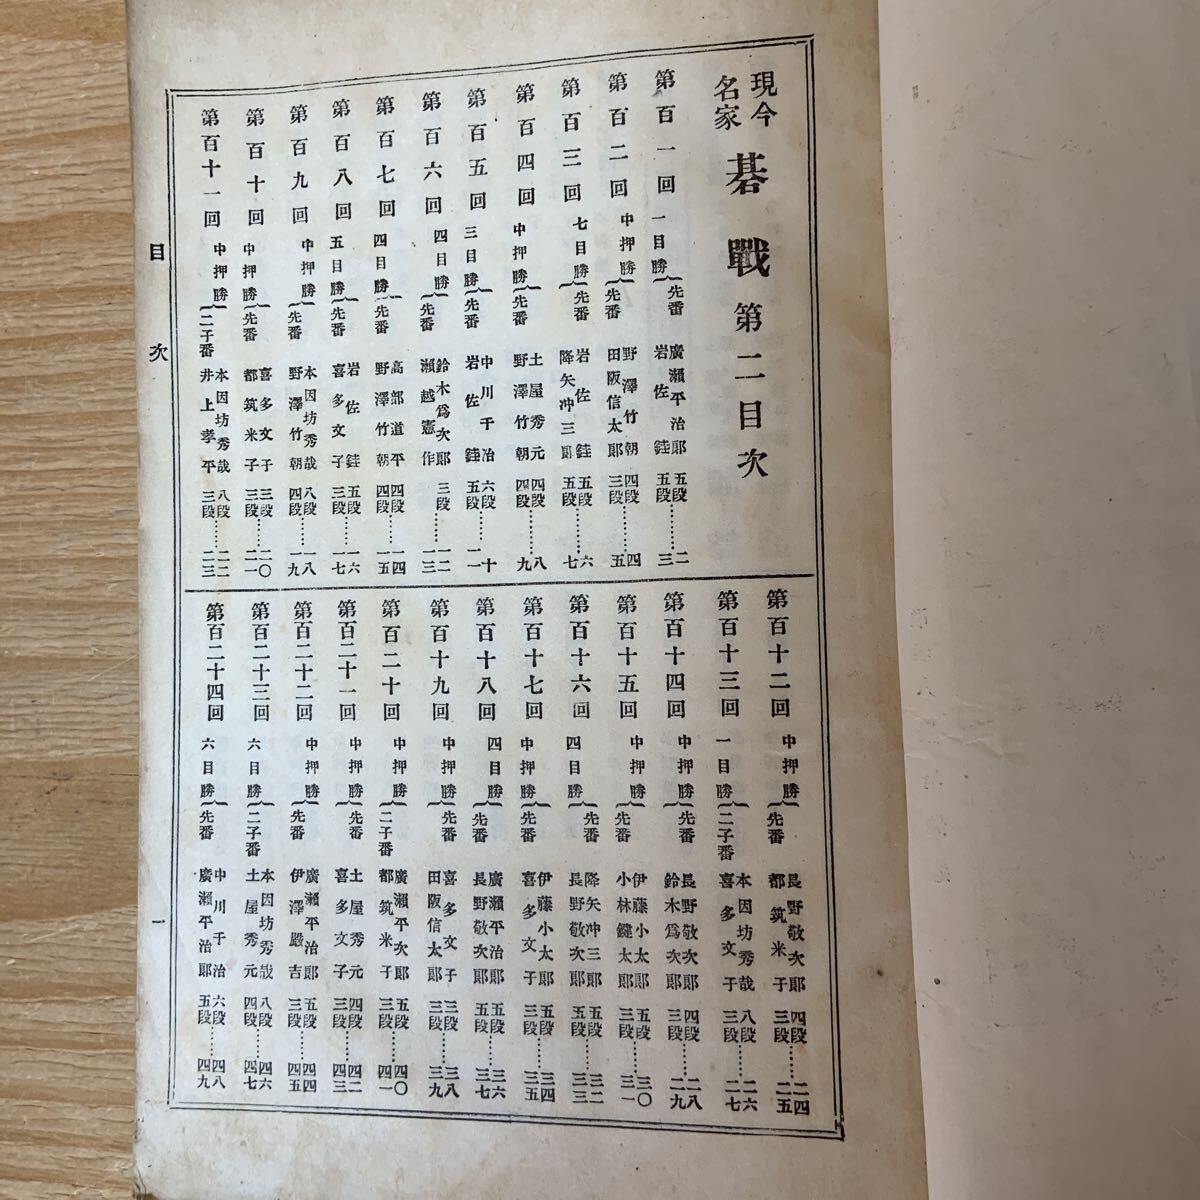 現今
名家
碁戰 第二目次
第百一回 一目勝 先番 廣瀨平治郎 五段 岩佐銈 五段……二 三
第百二回 中押勝 先番 野澤竹朝 四段 田阪信太郎 三段……四 五
第百三回 七目勝 先番 岩佐銈 五段 降矢冲三郎 五段……六 七
第百四回 中押勝 先番 土屋秀元 四段 野澤竹朝 四段……八 九
第百五回 三目勝 先番 中川千冶 六段 岩佐銈 五段……十 一一
第百六回 四目勝 先番 鈴木爲次郎 瀨越憲作 三段……一二 一三
第百七回 四目勝 先番 高部道平 四段 野澤竹朝 四段……一四 一五
第百八回 五目勝 先番 岩佐銈 五段 喜多文子 三段……一六 一七
第百九回 中押勝 先番 本因坊秀哉 八段 野澤竹朝 四段……一八 一九
第百十回 中押勝 先番 喜多文子 三段 都筑米子 三段……二〇 二一
第百十一回 中押勝 二子番 本因坊秀哉 八段 井上孝平 三段……二二 二三
第百十二回 中押勝 先番 長野敬次郎 四段 都筑米子 三段……二四 二五
第百十三回 一目勝 二子番 本因坊秀哉 八段 喜多文子 三段……二六 二七
第百十四回 中押勝 先番 長野敬次郎 四段 鈴木爲次郎 三段……二八 二九
第百十五回 中押勝 先番 伊藤小太郎 五段 小林鍵太郎 三段……三〇 三一
第百十六回 四目勝 先番 降矢冲三郎 五段 長野敬次郎 五段……三二 三三
第百十七回 中押勝 先番 伊藤小太郎 五段 喜多文子 三段……三四 三五
第百十八回 四目勝 先番 廣瀨平治郎 五段 長野敬次郎 五段……三六 三七
第百十九回 中押勝 先番 喜多文子 三段 田阪信太郎 三段……三八 三九
第百二十回 中押勝 二子番 廣瀨平次郎 五段 都筑米子 三段……四〇 四一
第百二十一回 中押勝 先番 土屋秀元 四段 喜多文子 三段……四二 四三
第百二十二回 中押勝 先番 廣瀨平治郎 五段 伊澤嚴吉 三段……四四 四五
第百二十三回 六目勝 二子番 本因坊秀哉 八段 土屋秀元 四段……四六 四七
第百二十四回 六目勝 先番 中川千治 六段 廣瀨平治郎 五段……四八 四九
目次 一